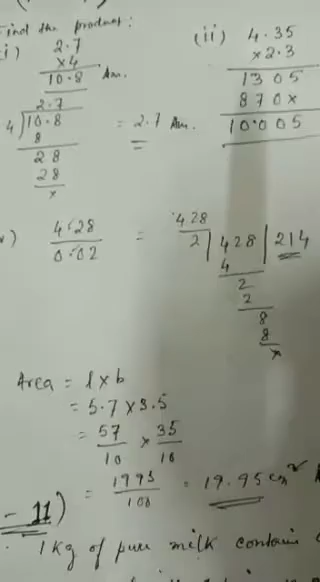 Find the product:
i) 2.7
×4
10.8 Ans.
(ii) 4.35
×2.3
1305
870×
10.005
2.7
4)10.8 = 2.7 Ans.
8
28
28
×
v) 4.28 / 0.02 = 428 / 2
2|428|214
4
2
2
8
8
×
Area = l × b
= 5.7 × 3.5
= 57/10 × 35/10
= 1995/100 = 19.95 cm²
- 11)
1 kg of pure milk contain